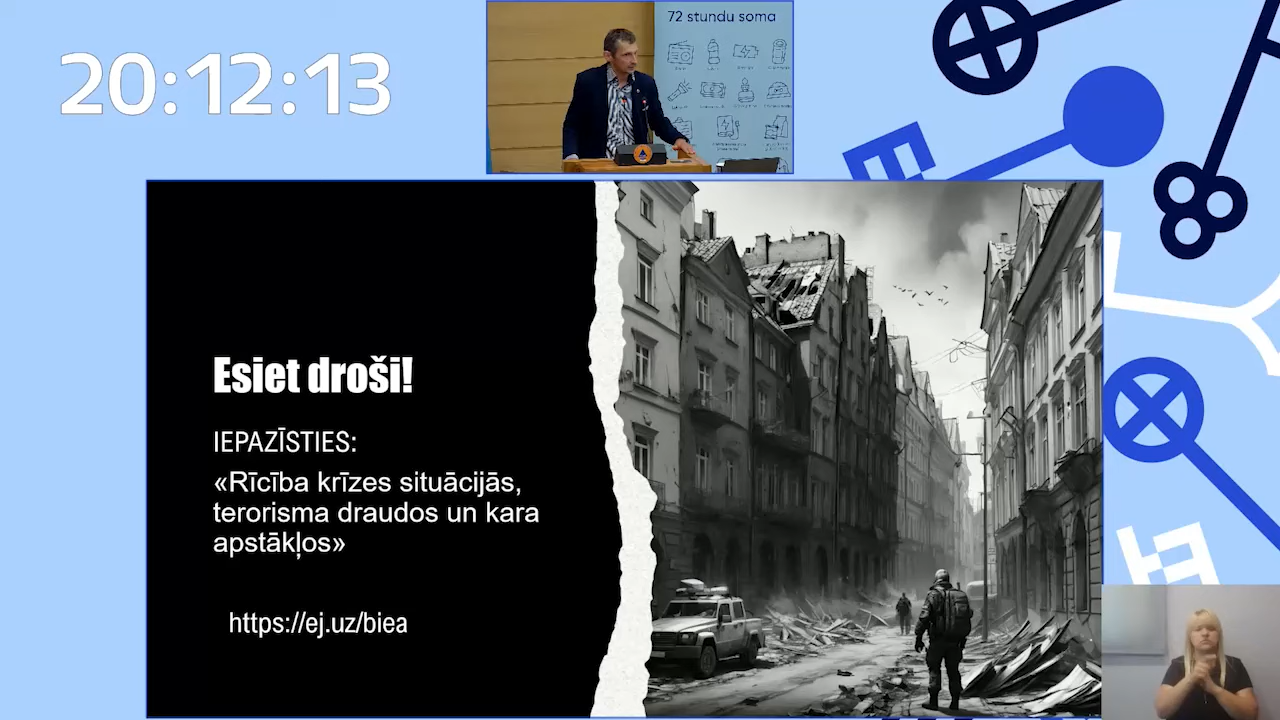 20:12:13
72 stundu soma
Esiet droši!
IEPAZĪSTIES:
«Rīcība krīzes situācijās,
terorisma draudos un kara
apstākļos»
https://ej.uz/biea